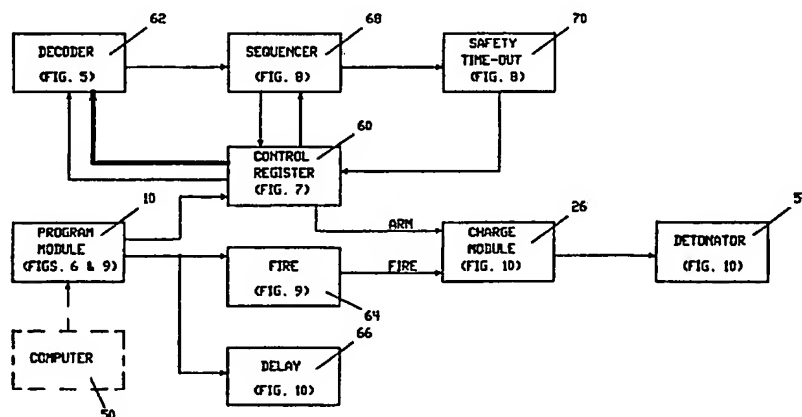 62
68
70
DECODER
(FIG. 5)
SEQUENCER
(FIG. 8)
SAFETY
TIME-OUT
(FIG. 8)
60
CONTROL
REGISTER
(FIG. 7)
10
ARM
26
PROGRAM
MODULE
(FIGS. 6 & 9)
FIRE
(FIG. 9)
FIRE
CHARGE
MODULE
(FIG. 10)
DETONATOR
(FIG. 10)
64
66
COMPUTER
DELAY
(FIG. 10)
50